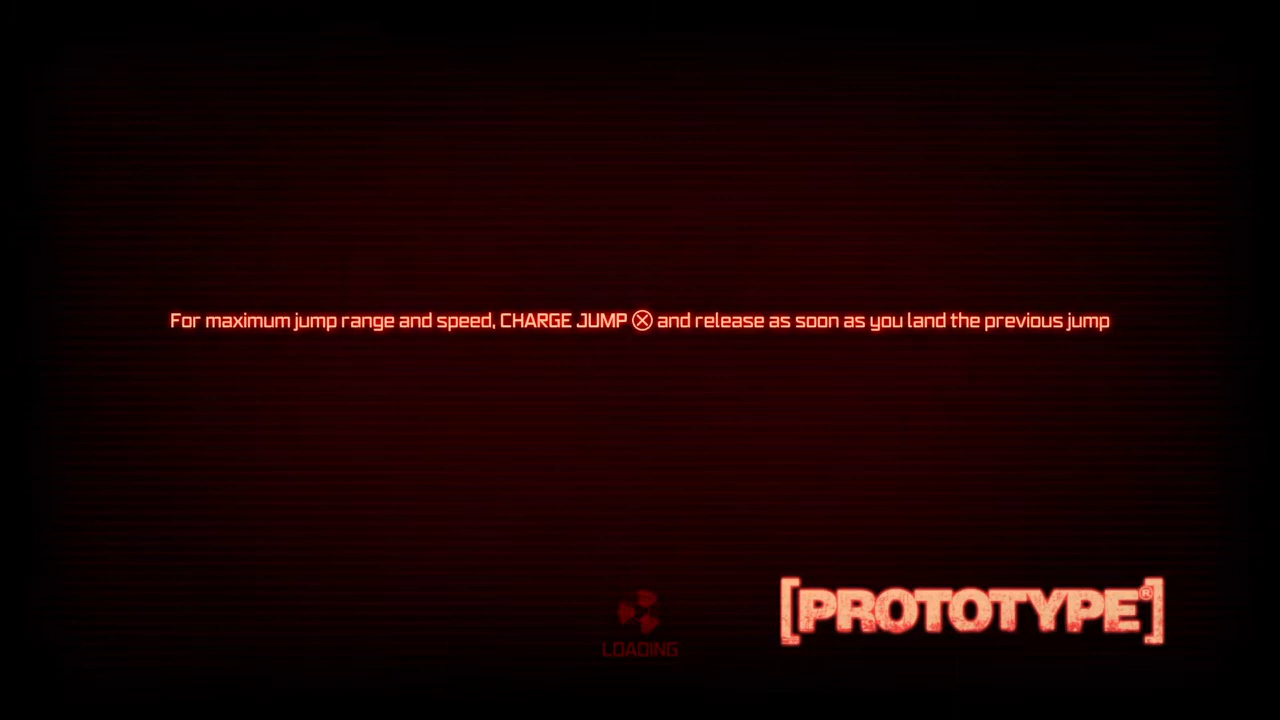 For maximum jump range and speed, CHARGE JUMP ⓧ and release as soon as you land the previous jump
[PROTOTYPE®]
LOADING